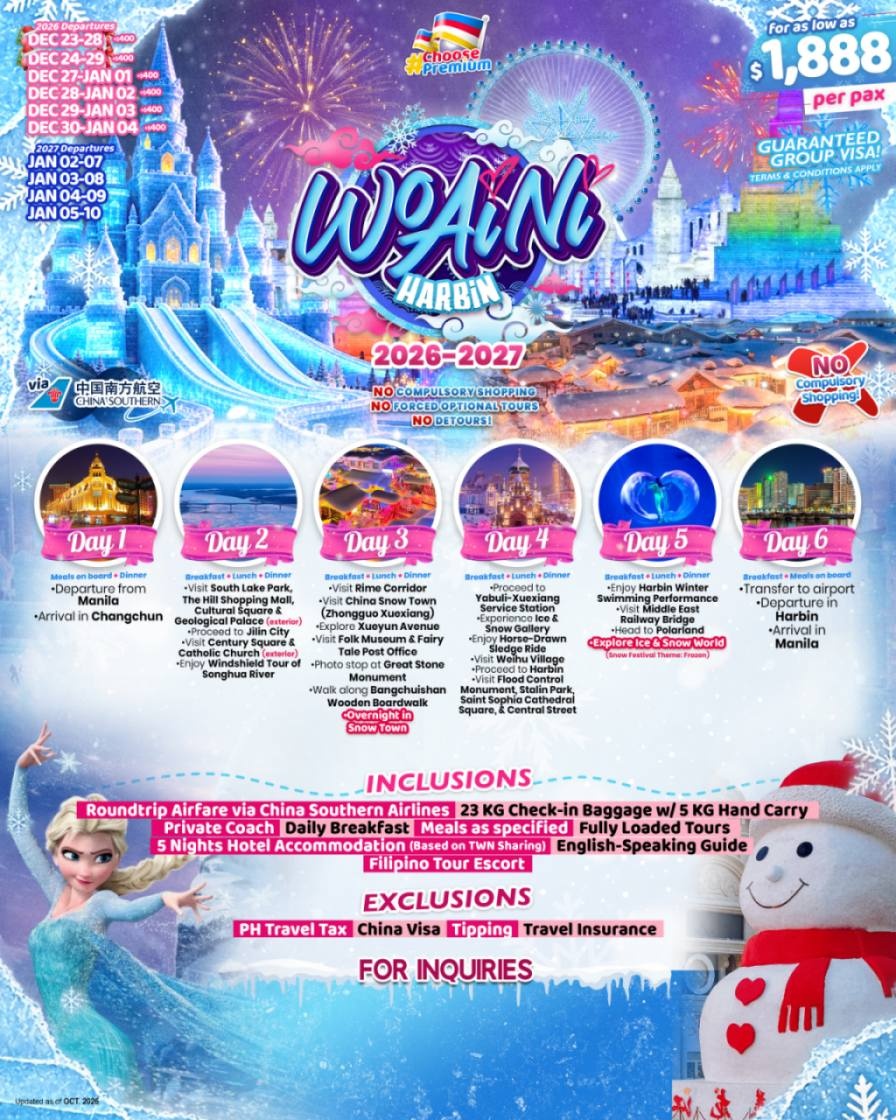 2026 Departures
DEC 23-28 +$400
DEC 24-29 +$400
DEC 27-JAN 01 +$400
DEC 28-JAN 02 +$400
DEC 29-JAN 03 +$400
DEC 30-JAN 04 +$400
2027 Departures
JAN 02-07
JAN 03-08
JAN 04-09
JAN 05-10
#Choose
Premium
for as low as
$1,888
per pax
GUARANTEED
GROUP VISA!
TERMS & CONDITIONS APPLY
WoAiNi
HARBiN
2026-2027
via
中国南方航空
CHINA SOUTHERN
NO COMPULSORY SHOPPING
NO FORCED OPTIONAL TOURS
NO DETOURS!
NO
Compulsory
Shopping!
Day 1
Meals on board • Dinner
•Departure from
Manila
•Arrival in Changchun
Day 2
Breakfast • Lunch • Dinner
•Visit South Lake Park,
The Hill Shopping Mall,
Cultural Square &
Geological Palace (exterior)
•Proceed to Jilin City
•Visit Century Square &
Catholic Church (exterior)
•Enjoy Windshield Tour of
Songhua River
Day 3
Breakfast • Lunch • Dinner
•Visit Rime Corridor
•Visit China Snow Town
(Zhongguo Xuexiang)
•Explore Xueyun Avenue
•Visit Folk Museum & Fairy
Tale Post Office
•Photo stop at Great Stone
Monument
•Walk along Bangchuishan
Wooden Boardwalk
•Overnight in
Snow Town
Day 4
Breakfast • Lunch • Dinner
•Proceed to
Yabuli-Xuexiang
Service Station
•Experience Ice &
Snow Gallery
•Enjoy Horse-Drawn
Sledge Ride
•Visit Weihu Village
•Proceed to Harbin
•Visit Flood Control
Monument, Stalin Park,
Saint Sophia Cathedral
Square, & Central Street
Day 5
Breakfast • Lunch • Dinner
•Enjoy Harbin Winter
Swimming Performance
•Visit Middle East
Railway Bridge
•Head to Polarland
•Explore Ice & Snow World
(Snow Festival Theme: Frozen)
Day 6
Breakfast • Meals on board
•Transfer to airport
•Departure in
Harbin
•Arrival in
Manila
INCLUSIONS
Roundtrip Airfare via China Southern Airlines 23 KG Check-in Baggage w/ 5 KG Hand Carry
Private Coach Daily Breakfast Meals as specified Fully Loaded Tours
5 Nights Hotel Accommodation (Based on TWN Sharing) English-Speaking Guide
Filipino Tour Escort
EXCLUSIONS
PH Travel Tax China Visa Tipping Travel Insurance
FOR INQUIRIES
Updated as of OCT. 2026